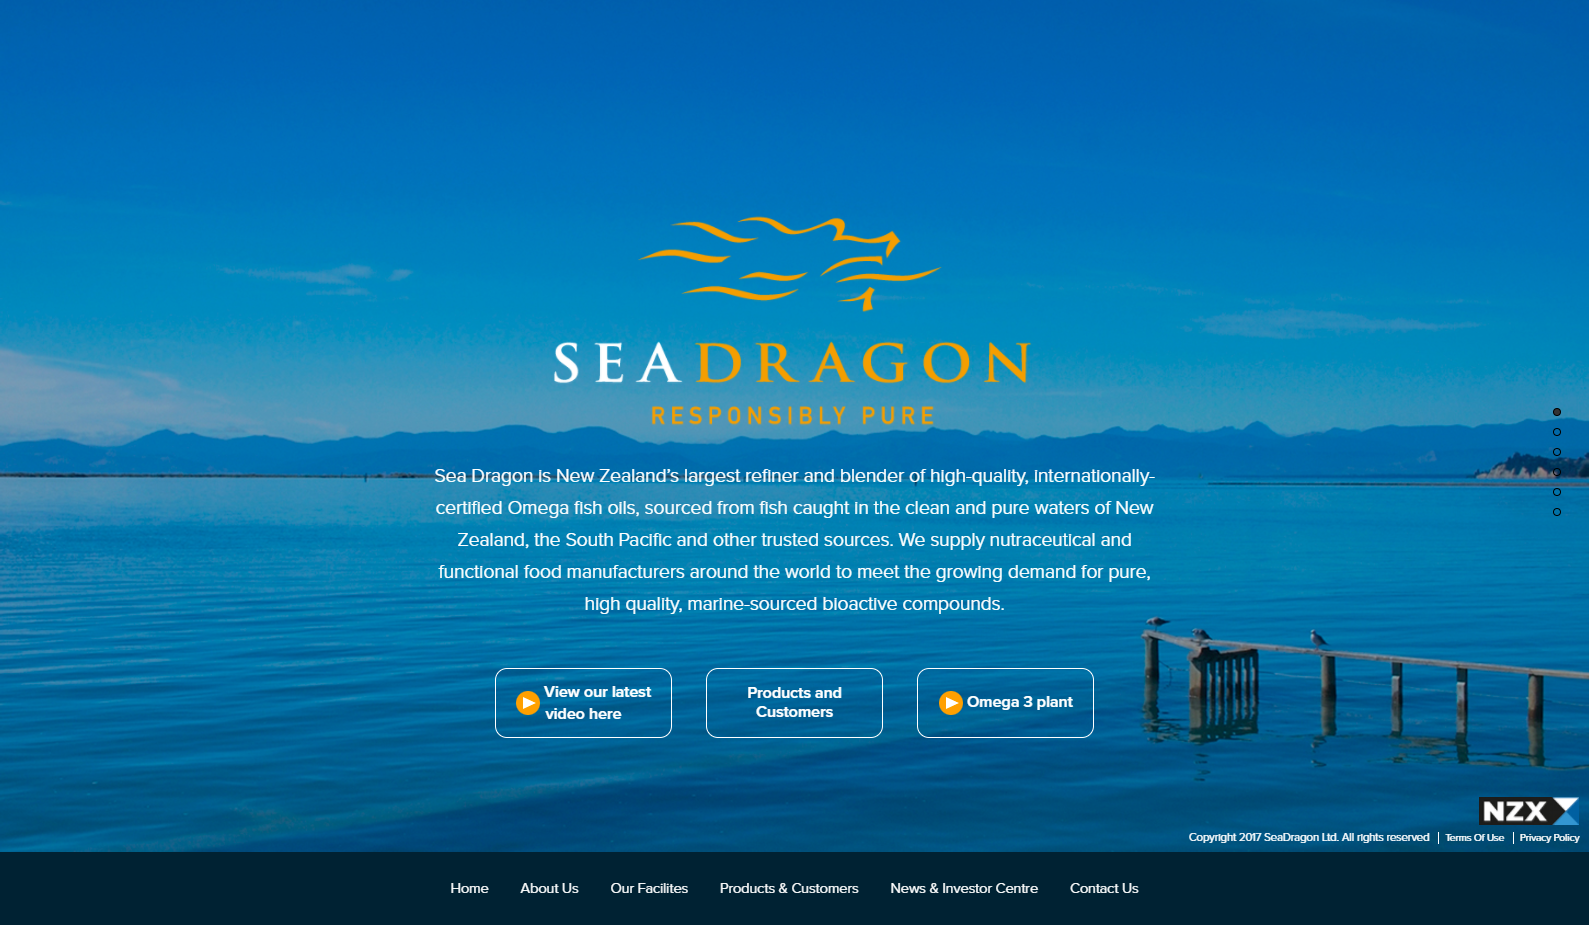 SEADRAGON
RESPONSIBLY PURE
Sea Dragon is New Zealand's largest refiner and blender of high-quality, internationally-
certified Omega fish oils, sourced from fish caught in the clean and pure waters of New
Zealand, the South Pacific and other trusted sources. We supply nutraceutical and
functional food manufacturers around the world to meet the growing demand for pure,
high quality, marine-sourced bioactive compounds.
View our latest
video here
Products and
Customers
Omega 3 plant
NZX
Copyright 2017 SeaDragon Ltd. All rights reserved | Terms Of Use | Privacy Policy
Home About Us Our Facilites Products & Customers News & Investor Centre Contact Us